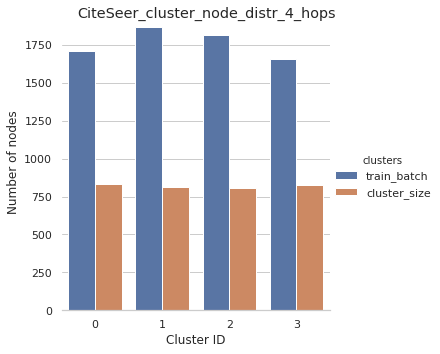 CiteSeer_cluster_node_distr_4_hops
1750
1500
1250
1000
750
500
250
0
Number of nodes
0 1 2 3
Cluster ID
clusters
train_batch
cluster_size